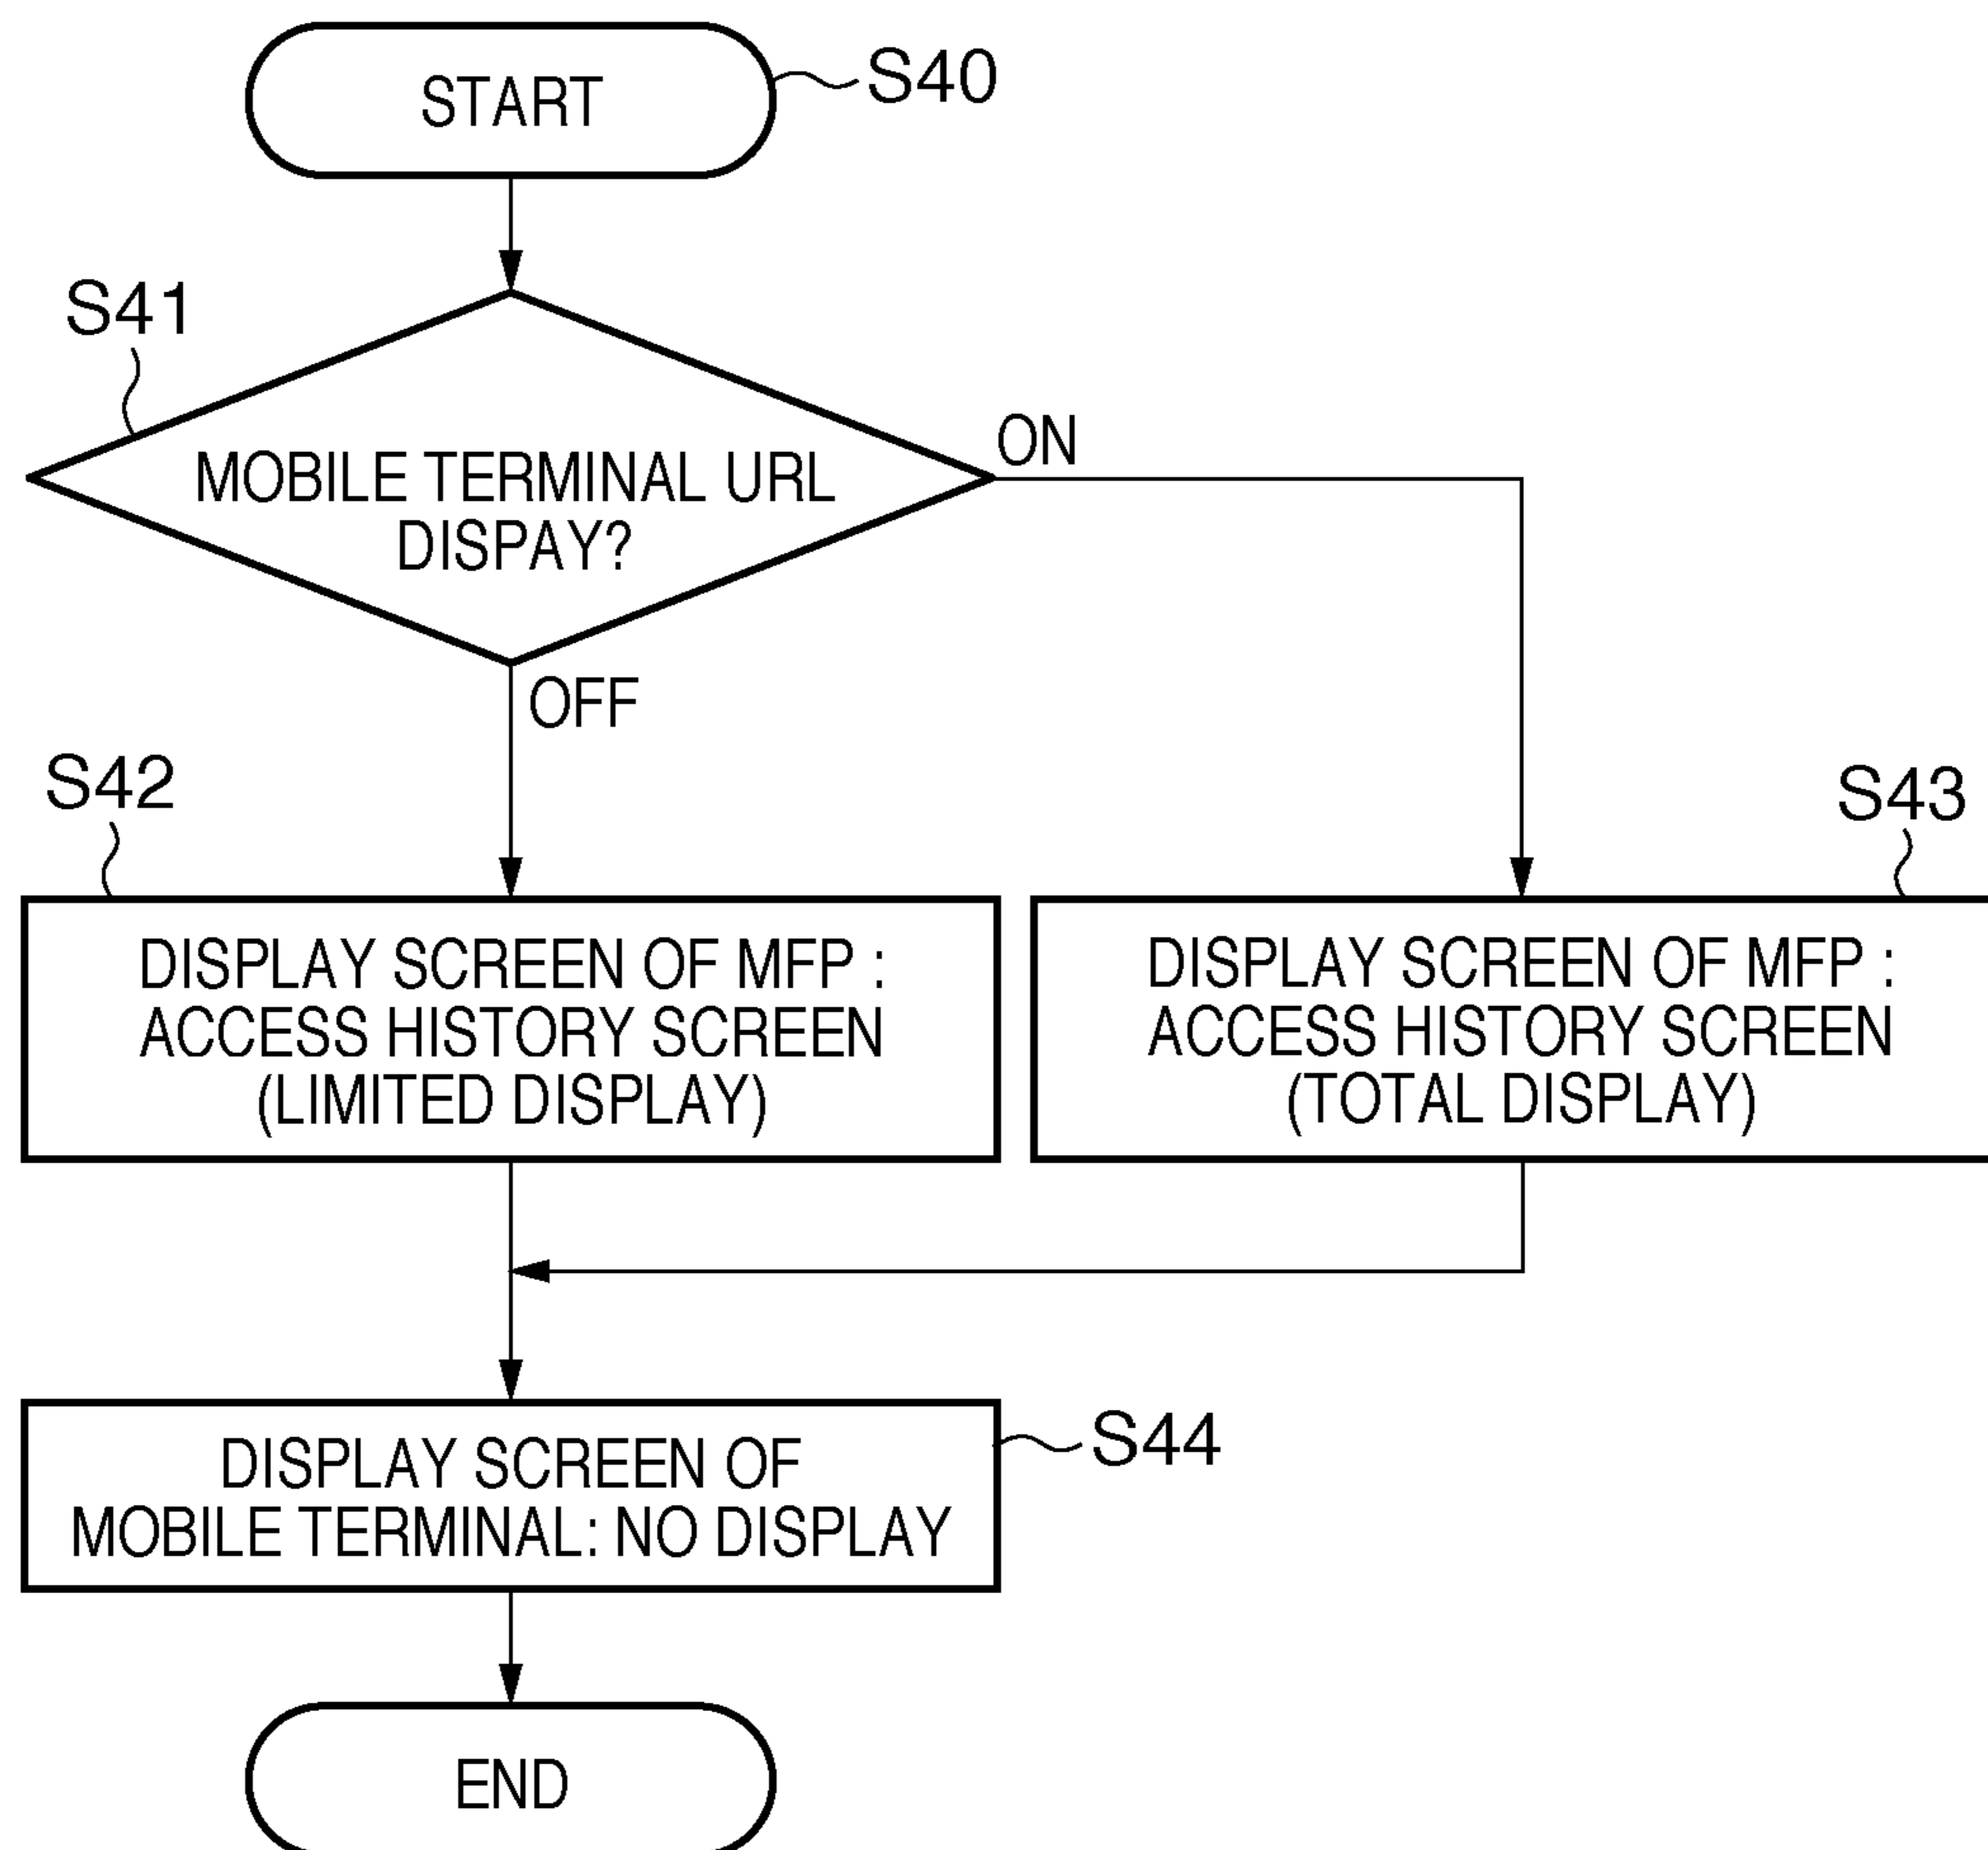 START
S40
S41
MOBILE TERMINAL URL
DISPAY?
ON
OFF
S42
S43
DISPLAY SCREEN OF MFP :
ACCESS HISTORY SCREEN
(LIMITED DISPLAY)
DISPLAY SCREEN OF MFP :
ACCESS HISTORY SCREEN
(TOTAL DISPLAY)
DISPLAY SCREEN OF
MOBILE TERMINAL: NO DISPLAY
S44
END